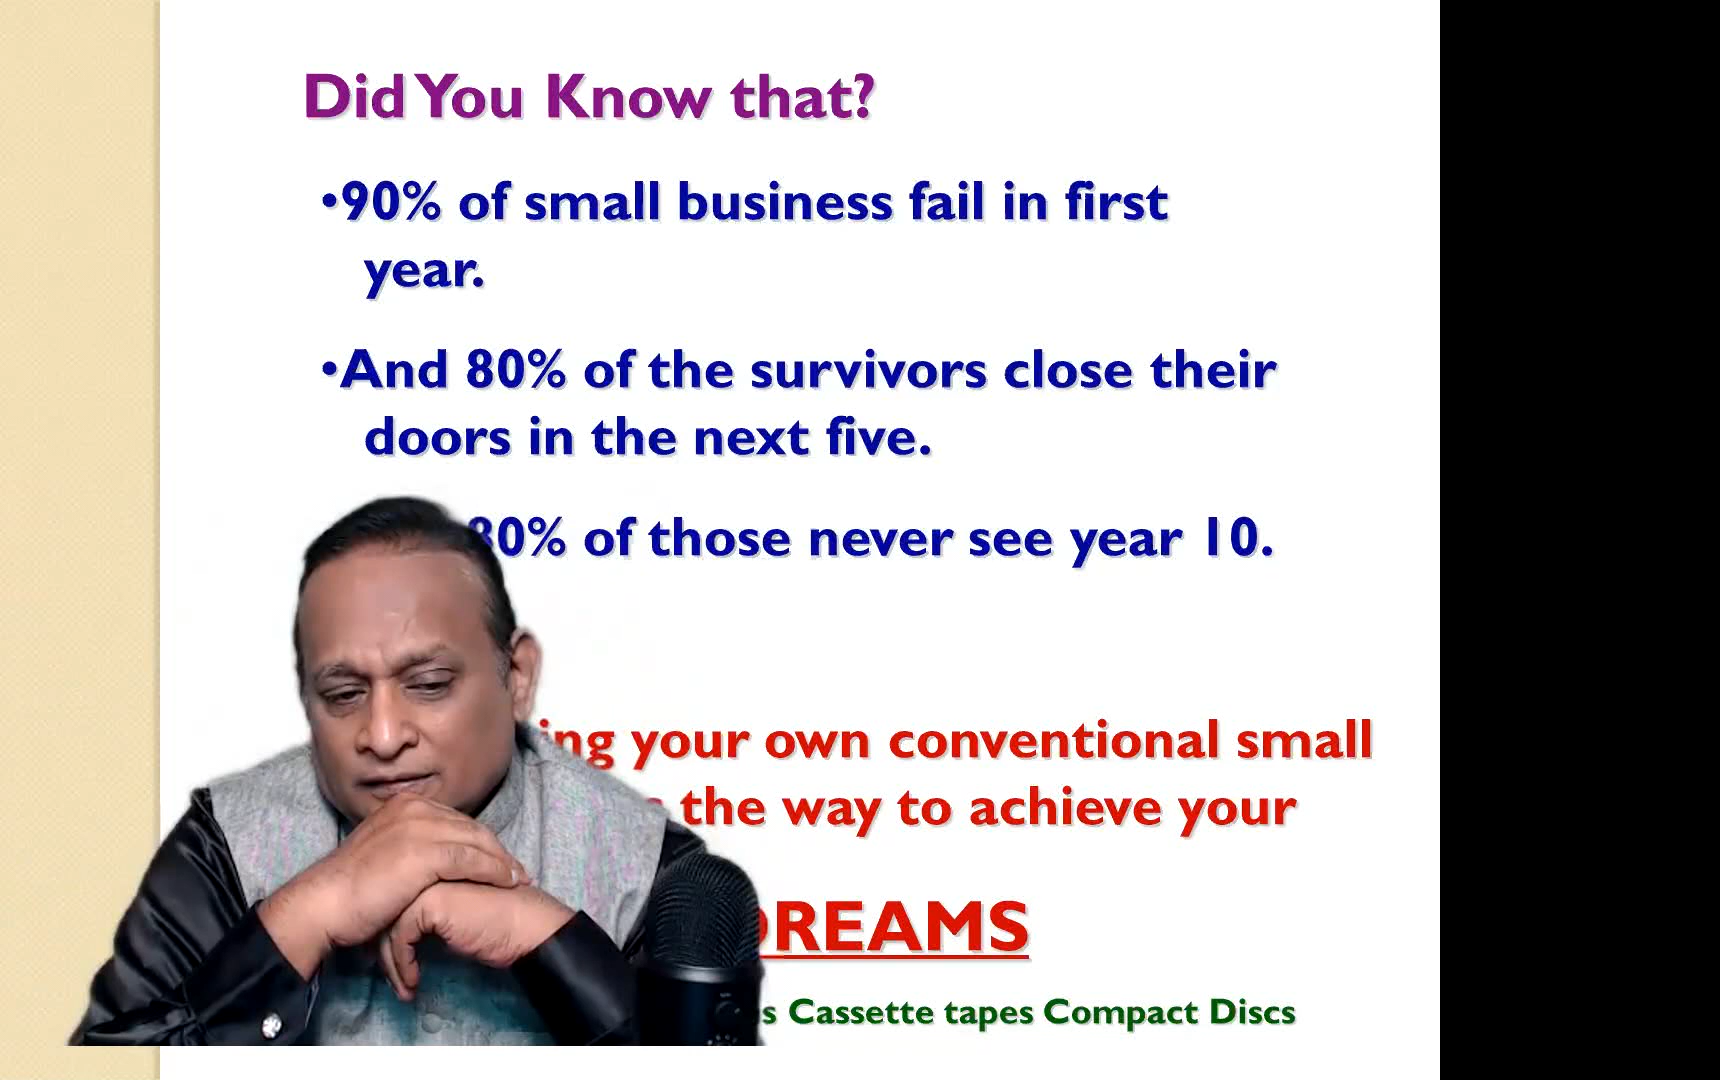 Did You Know that?
•90% of small business fail in first
year.
•And 80% of the survivors close their
doors in the next five.
80% of those never see year 10.
your own conventional small
the way to achieve your
DREAMS
Cassette tapes Compact Discs